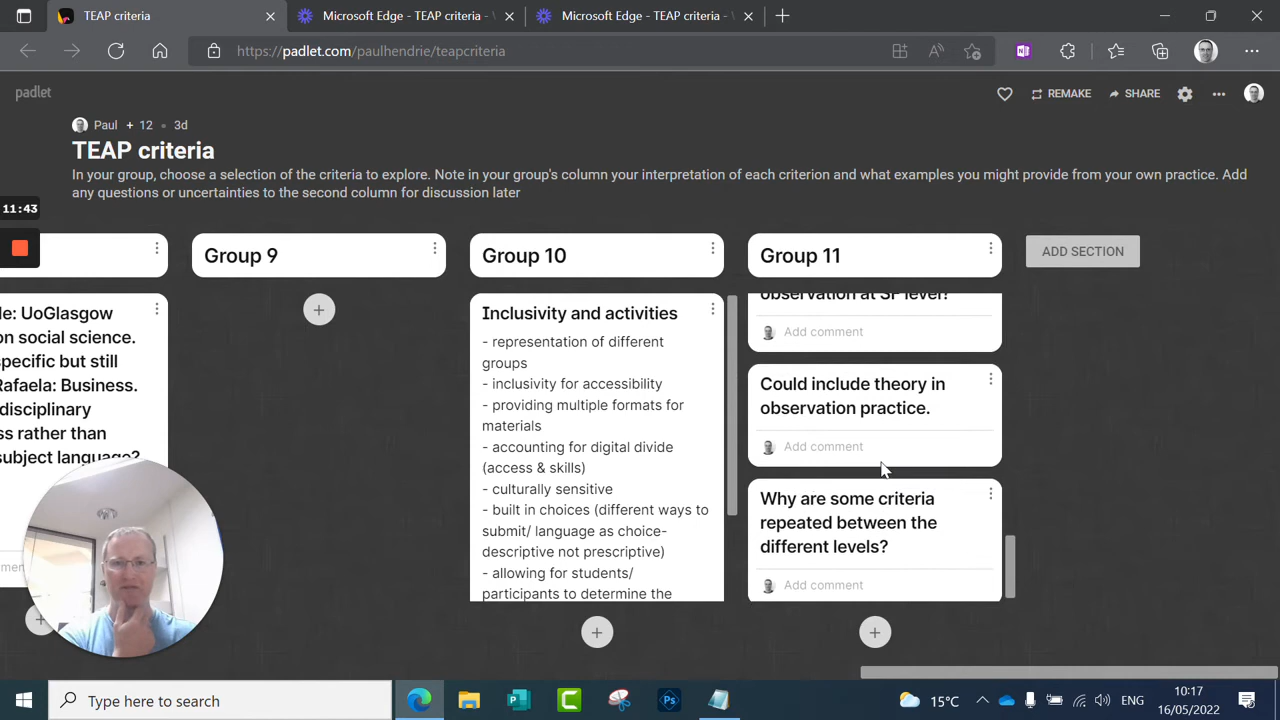 TEAP criteria
Microsoft Edge - TEAP criteria -
Microsoft Edge - TEAP criteria -
https://padlet.com/paulhendrie/teapcriteria
padlet
REMAKE
SHARE
Paul + 12 • 3d
TEAP criteria
In your group, choose a selection of the criteria to explore. Note in your group's column your interpretation of each criterion and what examples you might provide from your own practice. Add
any questions or uncertainties to the second column for discussion later
11:43
Group 9
Group 10
Group 11
ADD SECTION
UoGlasgow
on social science.
specific but still
Rafaela: Business.
disciplinary
rather than
subject language?
Inclusivity and activities
- representation of different
groups
- inclusivity for accessibility
- providing multiple formats for
materials
- accounting for digital divide
(access & skills)
- culturally sensitive
- built in choices (different ways to
submit/ language as choice-
descriptive not prescriptive)
- allowing for students/
participants to determine the
observation at SF level?
Add comment
Could include theory in
observation practice.
Add comment
Why are some criteria
repeated between the
different levels?
Add comment
Type here to search
15°C
ENG
10:17
16/05/2022